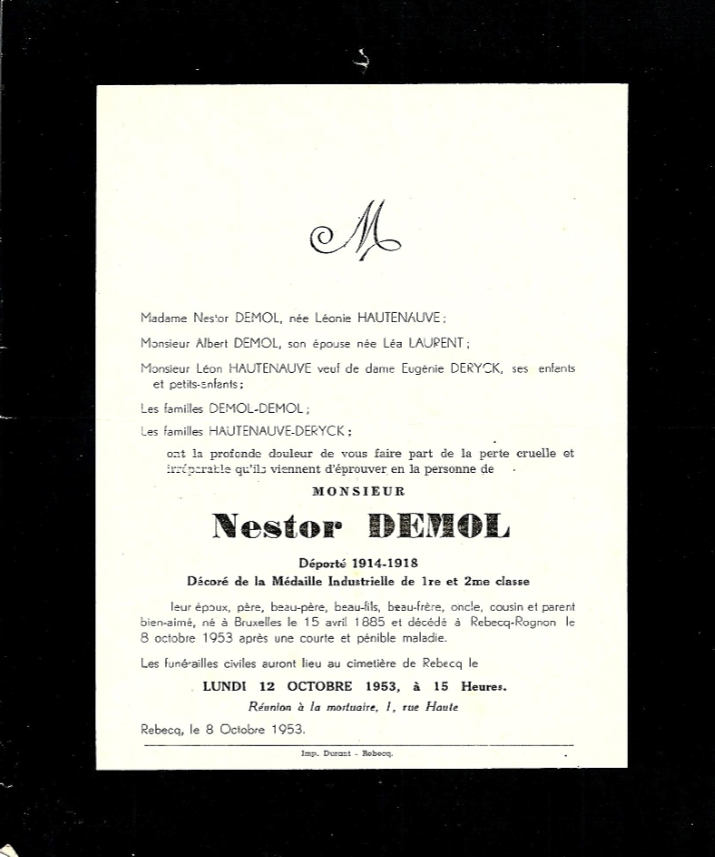 M
Madame Nestor DEMOL, née Léonie HAUTENAUVE ;
Monsieur Albert DEMOL, son épouse née Léa LAURENT ;
Monsieur Léon HAUTENAUVE veuf de dame Eugénie DERYCK, ses enfants
et petits-enfants ;
Les familles DEMOL-DEMOL ;
Les familles HAUTENAUVE-DERYCK ;
ont la profonde douleur de vous faire part de la perte cruelle et
irréparable qu'ils viennent d'éprouver en la personne de
MONSIEUR
Nestor DEMOL
Déporté 1914-1918
Décoré de la Médaille Industrielle de 1re et 2me classe
leur époux, père, beau-père, beau-fils, beau-frère, oncle, cousin et parent
bien-aimé, né à Bruxelles le 15 avril 1885 et décédé à Rebecq-Rognon le
8 octobre 1953 après une courte et pénible maladie.
Les funérailles civiles auront lieu au cimetière de Rebecq le
LUNDI 12 OCTOBRE 1953, à 15 Heures.
Réunion à la mortuaire, 1, rue Haute
Rebecq, le 8 Octobre 1953.
Imp. Durant - Rebecq.